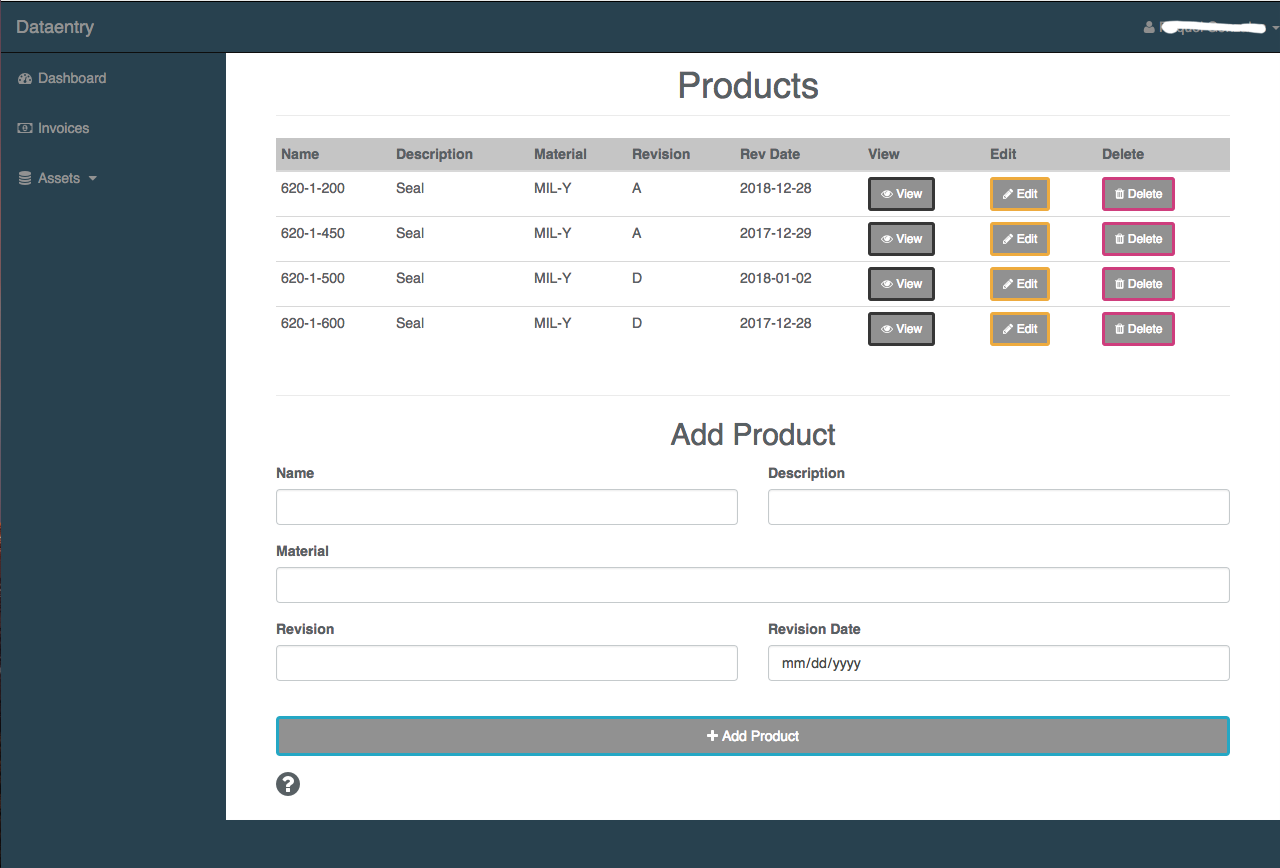 Dataentry
Dashboard
Invoices
Assets
Products
Name Description Material Revision Rev Date View Edit Delete
620-1-200 Seal MIL-Y A 2018-12-28 View Edit Delete
620-1-450 Seal MIL-Y A 2017-12-29 View Edit Delete
620-1-500 Seal MIL-Y D 2018-01-02 View Edit Delete
620-1-600 Seal MIL-Y D 2017-12-28 View Edit Delete
Add Product
Name Description
Material
Revision Revision Date
mm/dd/yyyy
+ Add Product
?